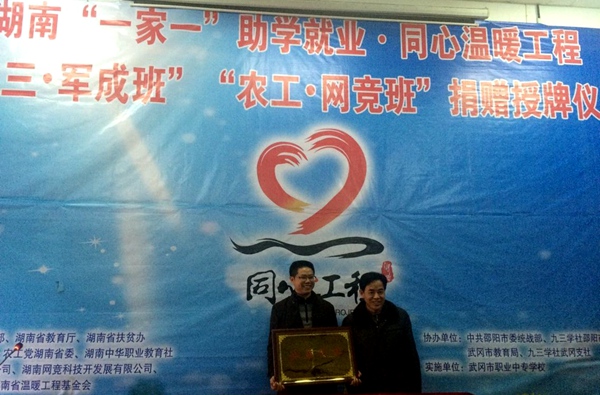 湖南“一家一”助学就业·同心温暖工程
三·军成班”“农工·网竞班”捐赠授牌仪
同心工程
部、湖南省教育厅、湖南省扶贫办
农工党湖南省委、湖南中华职业教育社
公司、湖南网竞科技开发展有限公司、
南省温暖工程基金会
协办单位：中共邵阳市委统战部、九三学社邵阳
武冈市教育局、九三学社武冈支社
实施单位：武冈市职业中专学校